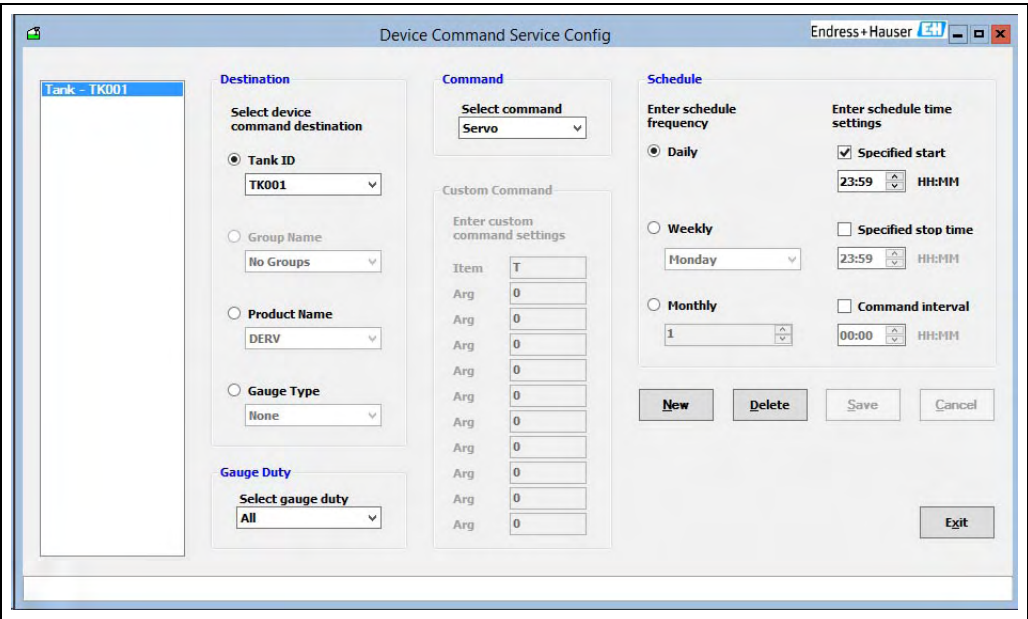 Device Command Service Config
Endress+Hauser EH
Tank - TK001
Destination
Select device
command destination
Tank ID
TK001
Group Name
No Groups
Product Name
DERV
Gauge Type
None
Gauge Duty
Select gauge duty
All
Command
Select command
Servo
Custom Command
Enter custom
command settings
Item T
Arg 0
Arg 0
Arg 0
Arg 0
Arg 0
Arg 0
Arg 0
Arg 0
Arg 0
Arg 0
Schedule
Enter schedule
frequency
Daily
Weekly
Monday
Monthly
1
Enter schedule time
settings
Specified start
23:59 HH:MM
Specified stop time
23:59 HH:MM
Command interval
00:00 HH:MM
New Delete Save Cancel
Exit